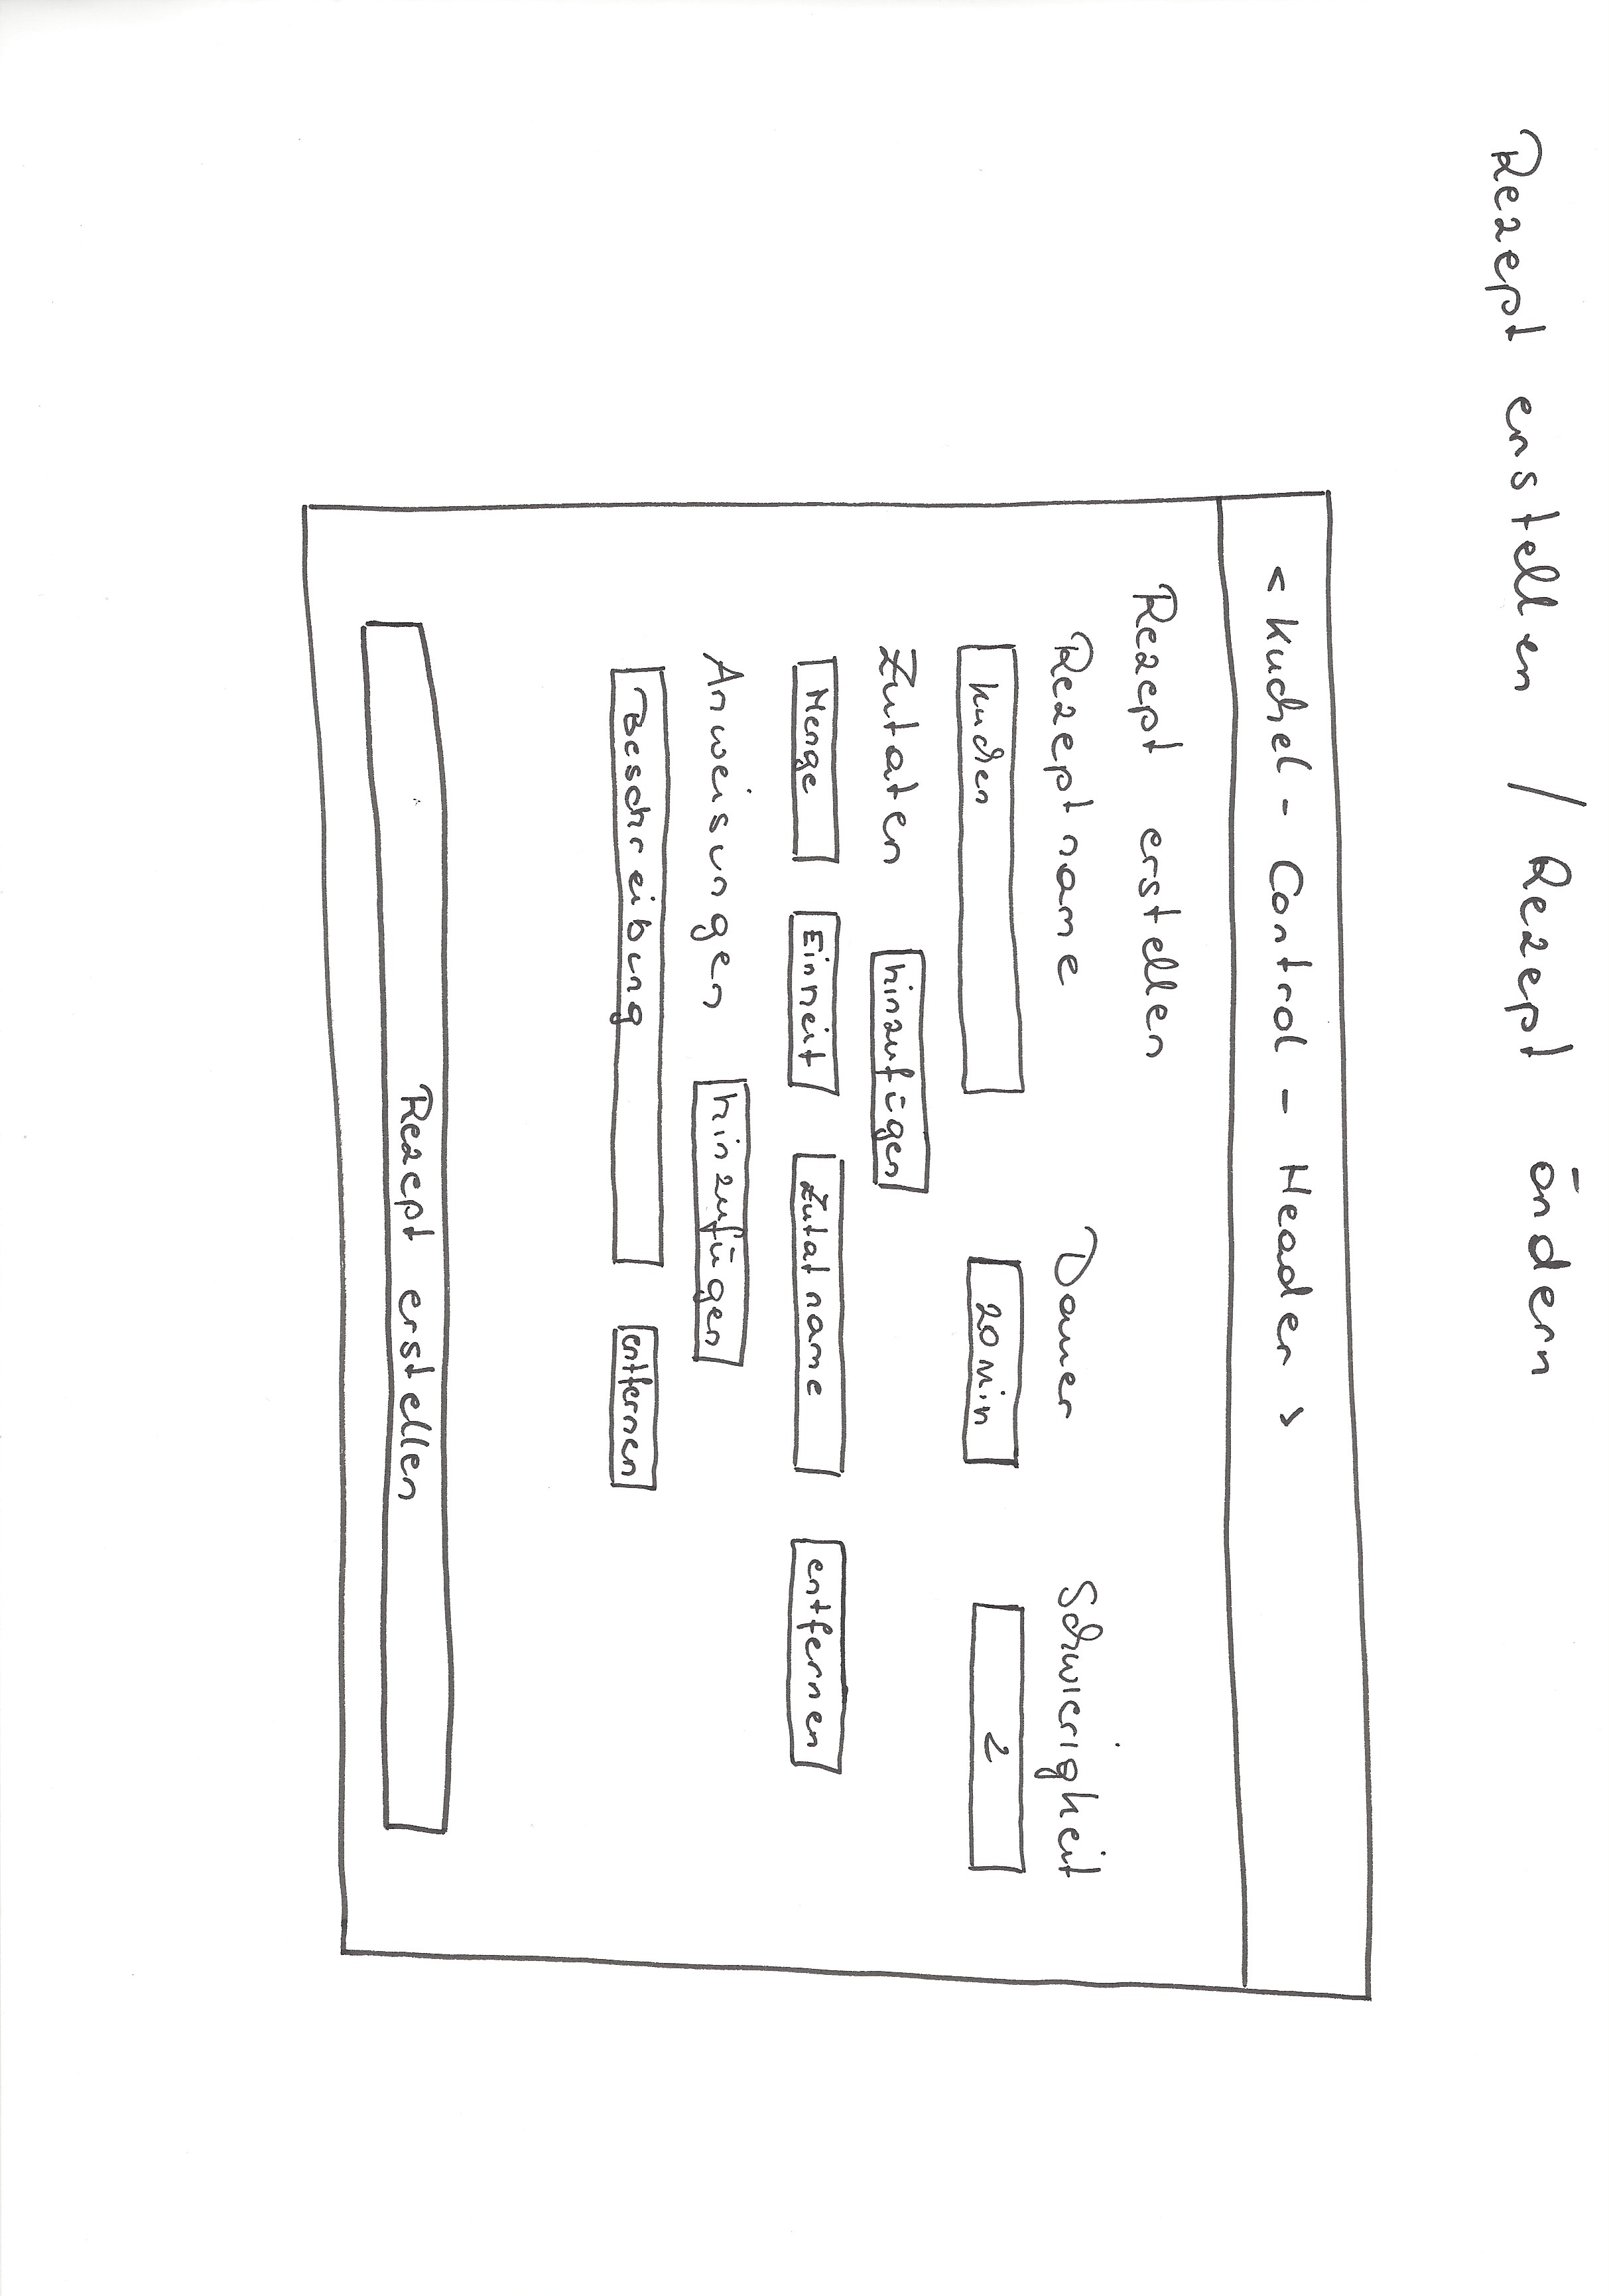 Rezept erstellen / Rezept ändern
< Kuchel - Control - Header >
Rezept erstellen
Rezeptname Dauer Schwierigkeit
Kuchen 20 Min 2
Zutaten hinzufügen
Menge Einheit Zutatname entfernen
Anweisungen hinzufügen
Beschreibung entfernen
Rezept erstellen